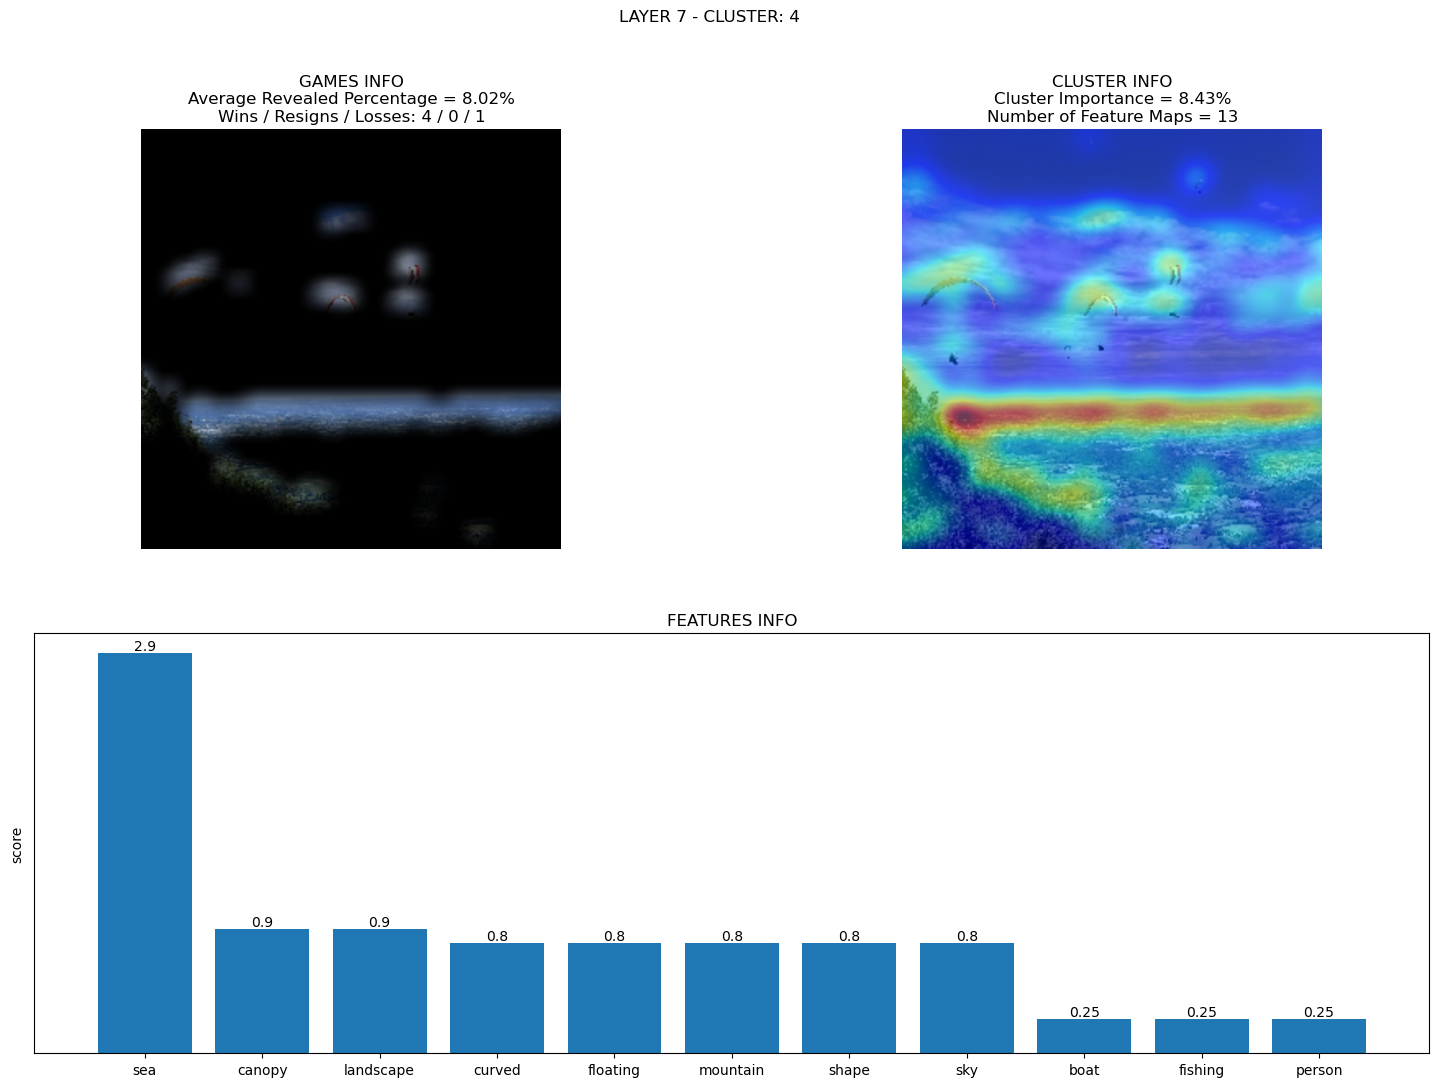 LAYER 7 - CLUSTER: 4
GAMES INFO
Average Revealed Percentage = 8.02%
Wins / Resigns / Losses: 4 / 0 / 1
CLUSTER INFO
Cluster Importance = 8.43%
Number of Feature Maps = 13
FEATURES INFO
score
2.9
0.9
0.9
0.8
0.8
0.8
0.8
0.8
0.25
0.25
0.25
sea
canopy
landscape
curved
floating
mountain
shape
sky
boat
fishing
person